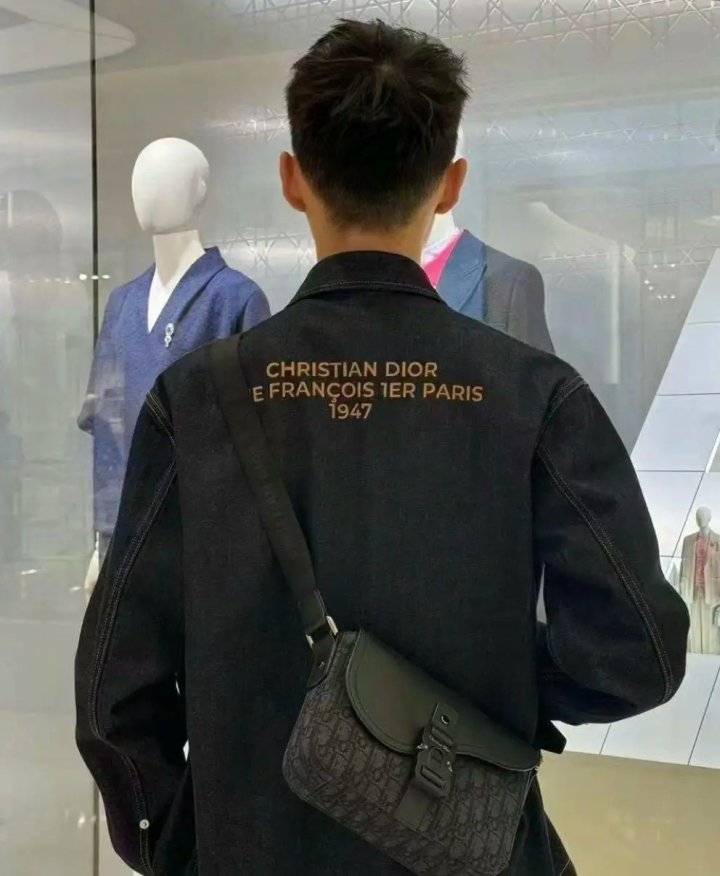 CHRISTIAN DIOR
E FRANÇOIS 1ER PARIS
1947